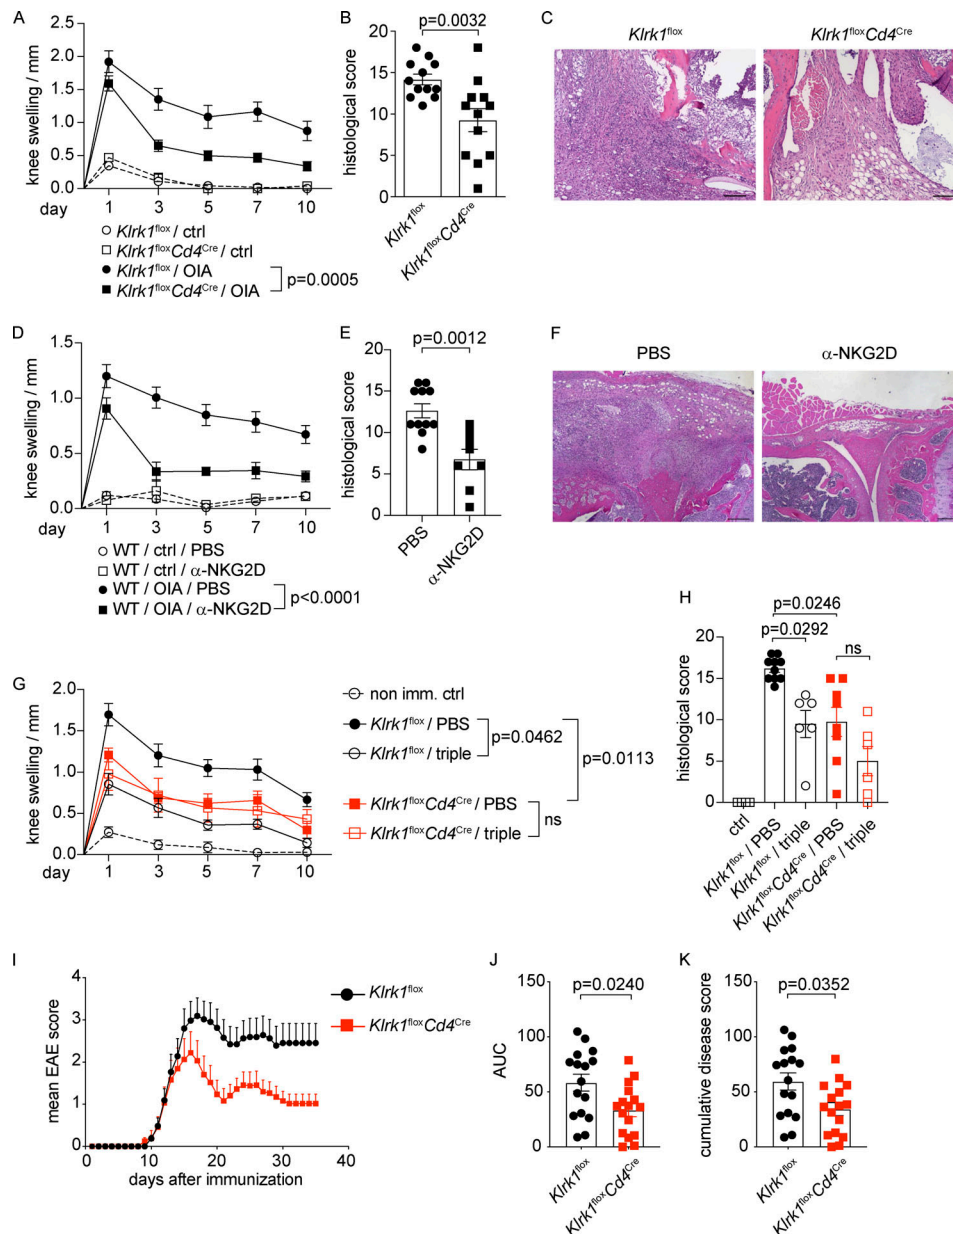 A
knee swelling / mm
2.5
2.0
1.5
1.0
0.5
0.0
day 1 3 5 7 10
Klrk1flox / ctrl
Klrk1floxCd4Cre / ctrl
Klrk1flox / OIA
Klrk1floxCd4Cre / OIA
p=0.0005
B
p=0.0032
histological score
20
15
10
5
0
Klrk1flox
Klrk1floxCd4Cre
C
Klrk1flox
Klrk1floxCd4Cre
D
knee swelling / mm
1.5
1.0
0.5
0
day 1 3 5 7 10
WT / ctrl / PBS
WT / ctrl / α-NKG2D
WT / OIA / PBS
WT / OIA / α-NKG2D
p<0.0001
E
p=0.0012
histological score
20
15
10
5
0
PBS
α-NKG2D
F
PBS
α-NKG2D
G
knee swelling / mm
2.0
1.5
1.0
0.5
0.0
day 1 3 5 7 10
non imm. ctrl
Klrk1flox / PBS
Klrk1flox / triple
p=0.0462
Klrk1floxCd4Cre / PBS
Klrk1floxCd4Cre / triple
ns
p=0.0113
H
p=0.0246
p=0.0292
ns
histological score
20
15
10
5
0
ctrl
Klrk1flox / PBS
Klrk1flox / triple
Klrk1floxCd4Cre / PBS
Klrk1floxCd4Cre / triple
I
mean EAE score
4
3
2
1
0
0 10 20 30 40
days after immunization
Klrk1flox
Klrk1floxCd4Cre
J
p=0.0240
AUC
150
100
50
0
Klrk1flox
Klrk1floxCd4Cre
K
p=0.0352
cumulative disease score
150
100
50
0
Klrk1flox
Klrk1floxCd4Cre